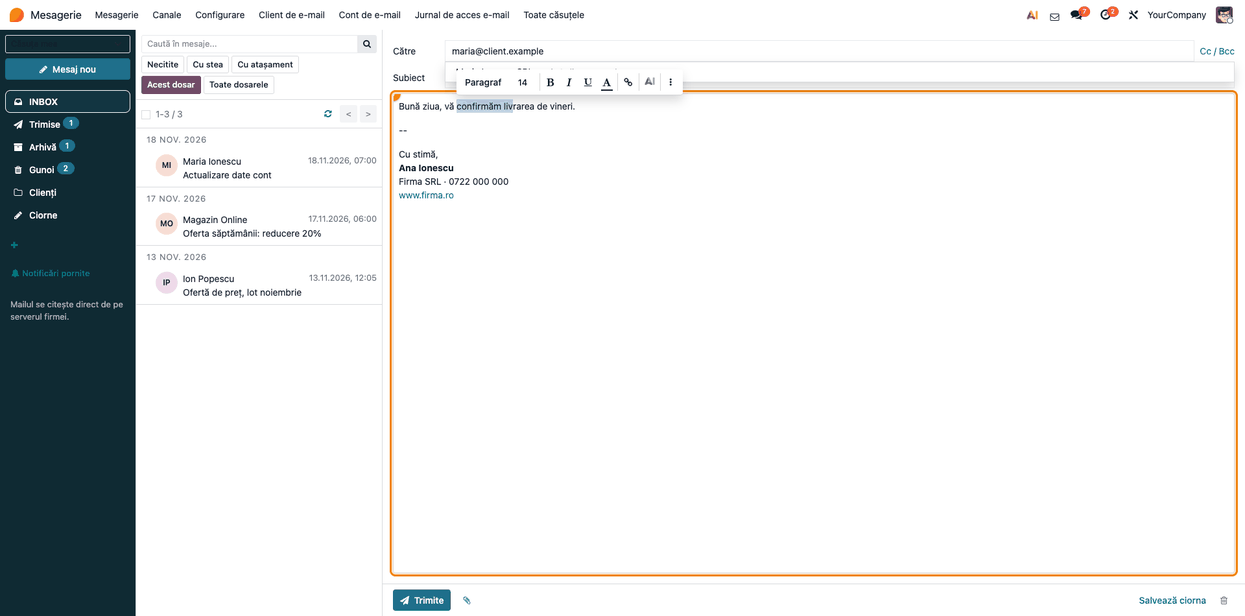 Mesagerie Mesagerie Canale Configurare Client de e-mail Cont de e-mail Jurnal de acces e-mail Toate căsuțele AI 7 2 YourCompany
Mesaj nou
INBOX
Trimise 1
Arhivă 1
Gunoi 2
Clienți
Ciorne
+
Notificări pornite
Mailul se citește direct de pe
serverul firmei.
Caută în mesaje...
Necitite Cu stea Cu atașament
Acest dosar Toate dosarele
1-3 / 3 < >
18 NOV. 2026
MI Maria Ionescu 18.11.2026, 07:00
Actualizare date cont
17 NOV. 2026
MO Magazin Online 17.11.2026, 06:00
Oferta săptămânii: reducere 20%
13 NOV. 2026
IP Ion Popescu 13.11.2026, 12:05
Ofertă de preț, lot noiembrie
Către maria@client.example Cc / Bcc
Subiect
Paragraf 14 B I U A AI
Bună ziua, vă confirmăm livrarea de vineri.
--
Cu stimă,
Ana Ionescu
Firma SRL · 0722 000 000
www.firma.ro
Trimite Salvează ciorna